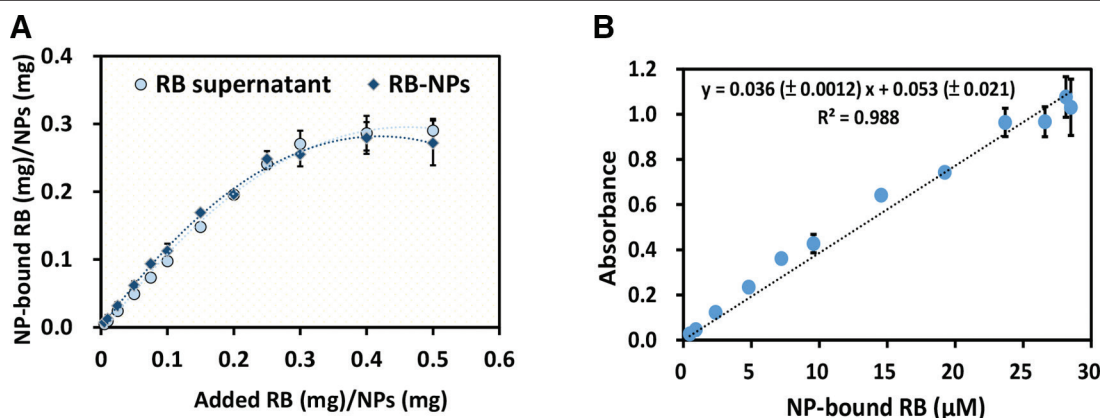 A
NP-bound RB (mg)/NPs (mg)
0.4
0.3
0.2
0.1
0.0
RB supernatant
RB-NPs
0 0.1 0.2 0.3 0.4 0.5 0.6
Added RB (mg)/NPs (mg)
B
Absorbance
1.2
1.0
0.8
0.6
0.4
0.2
0.0
y = 0.036 (± 0.0012) x + 0.053 (± 0.021)
R² = 0.988
0 5 10 15 20 25 30
NP-bound RB (µM)